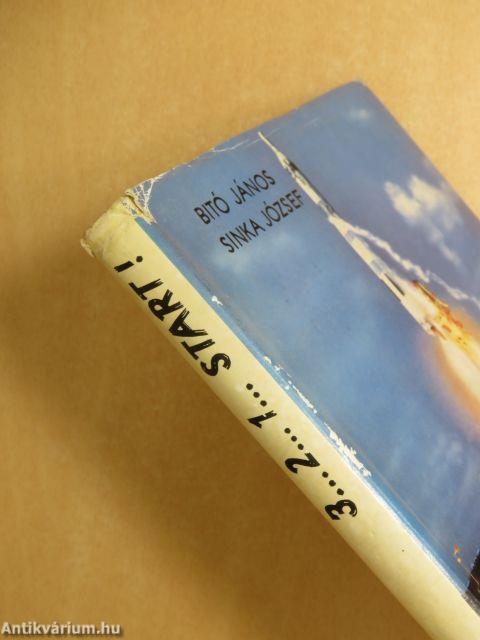 BITÓ JÁNOS
SINKA JÓZSEF
3...2...1... START!
Antikvárium.hu